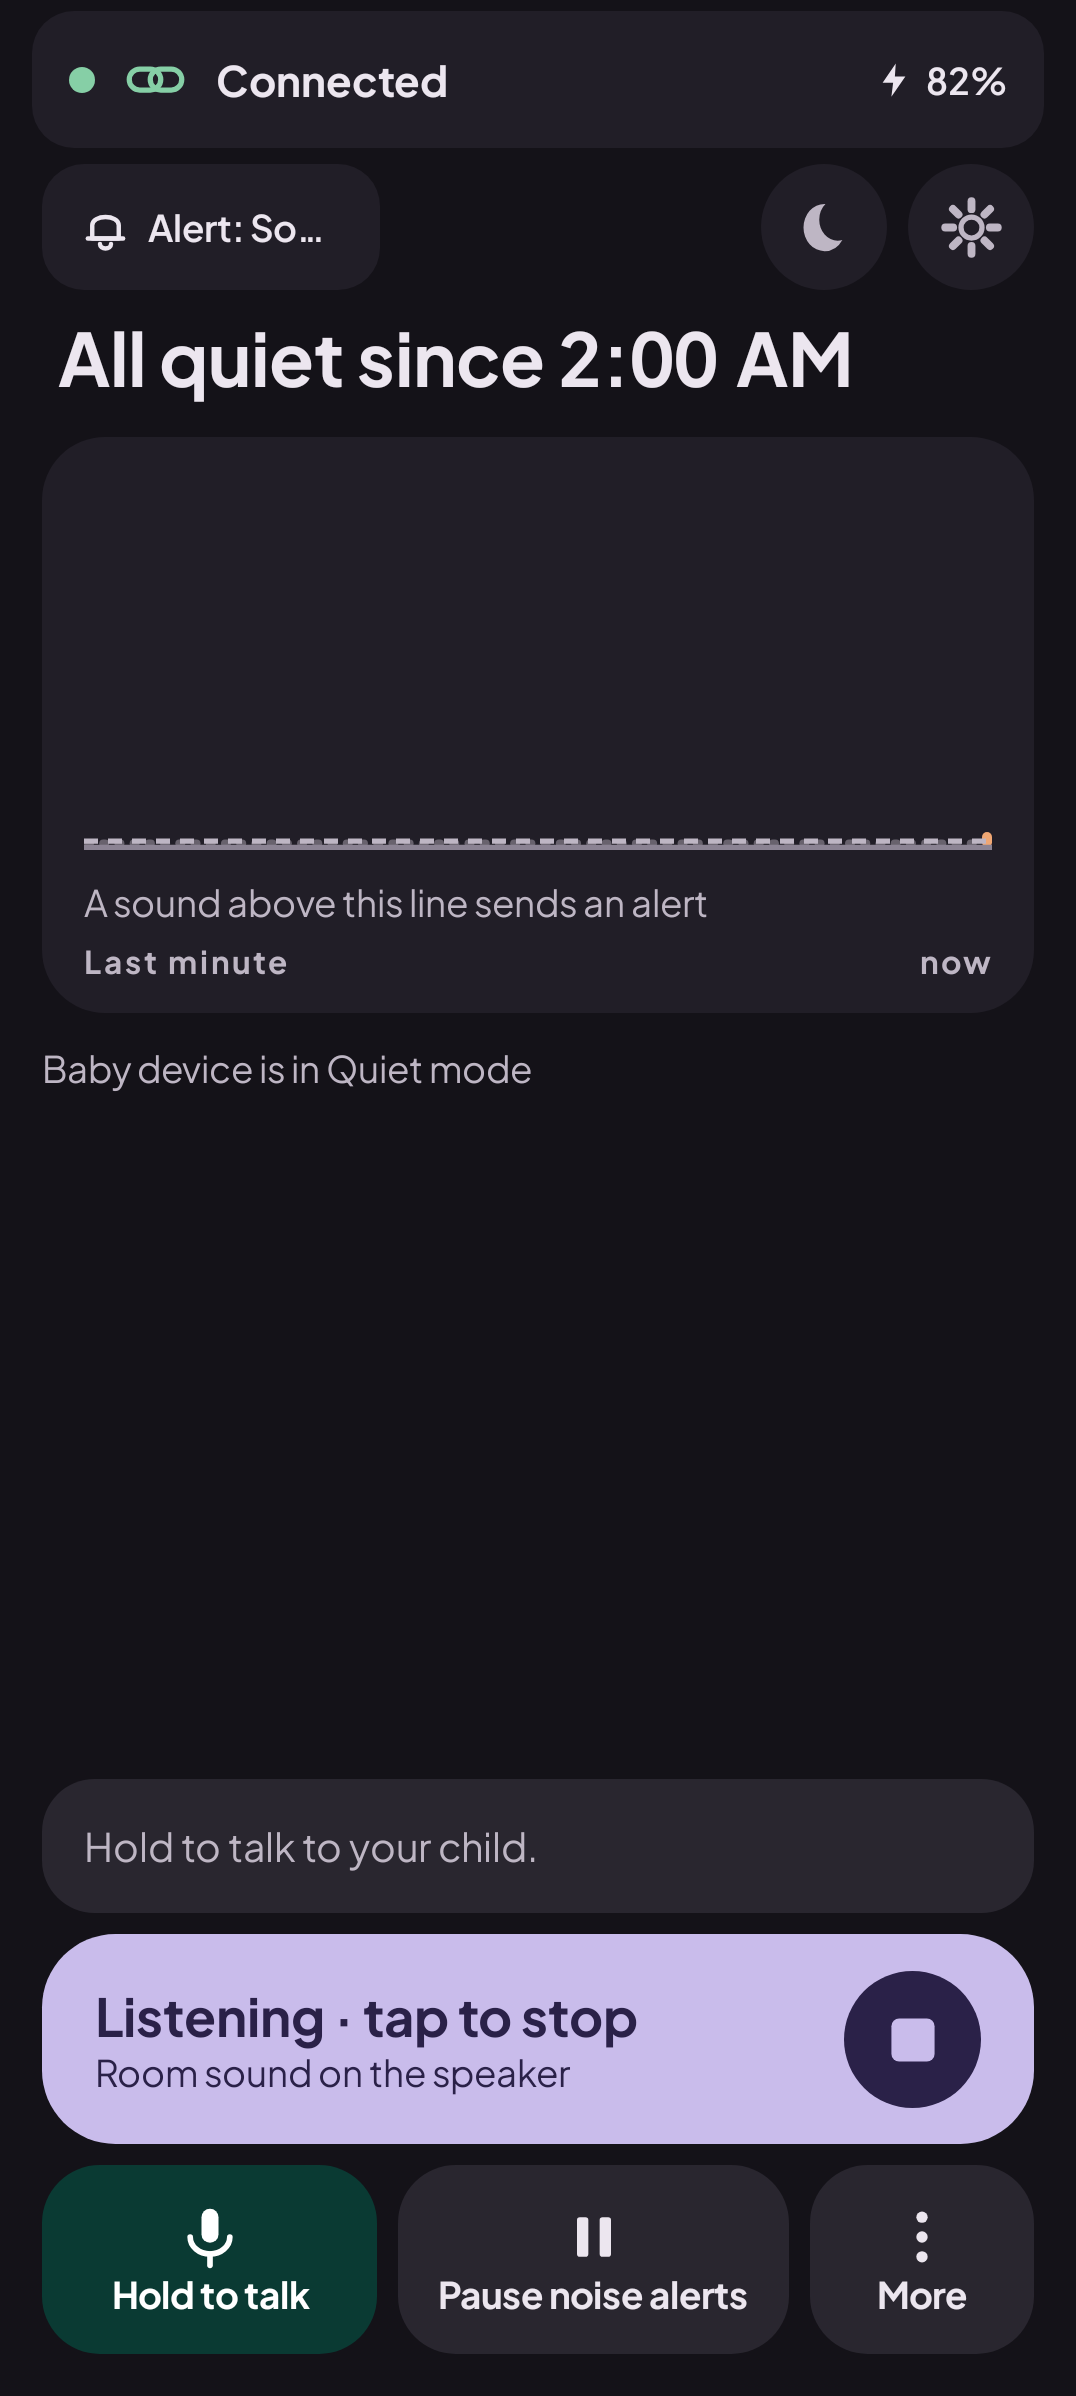 Connected
82%
Alert: So...
All quiet since 2:00 AM
A sound above this line sends an alert
Last minute
now
Baby device is in Quiet mode
Hold to talk to your child.
Listening · tap to stop
Room sound on the speaker
Hold to talk
Pause noise alerts
More